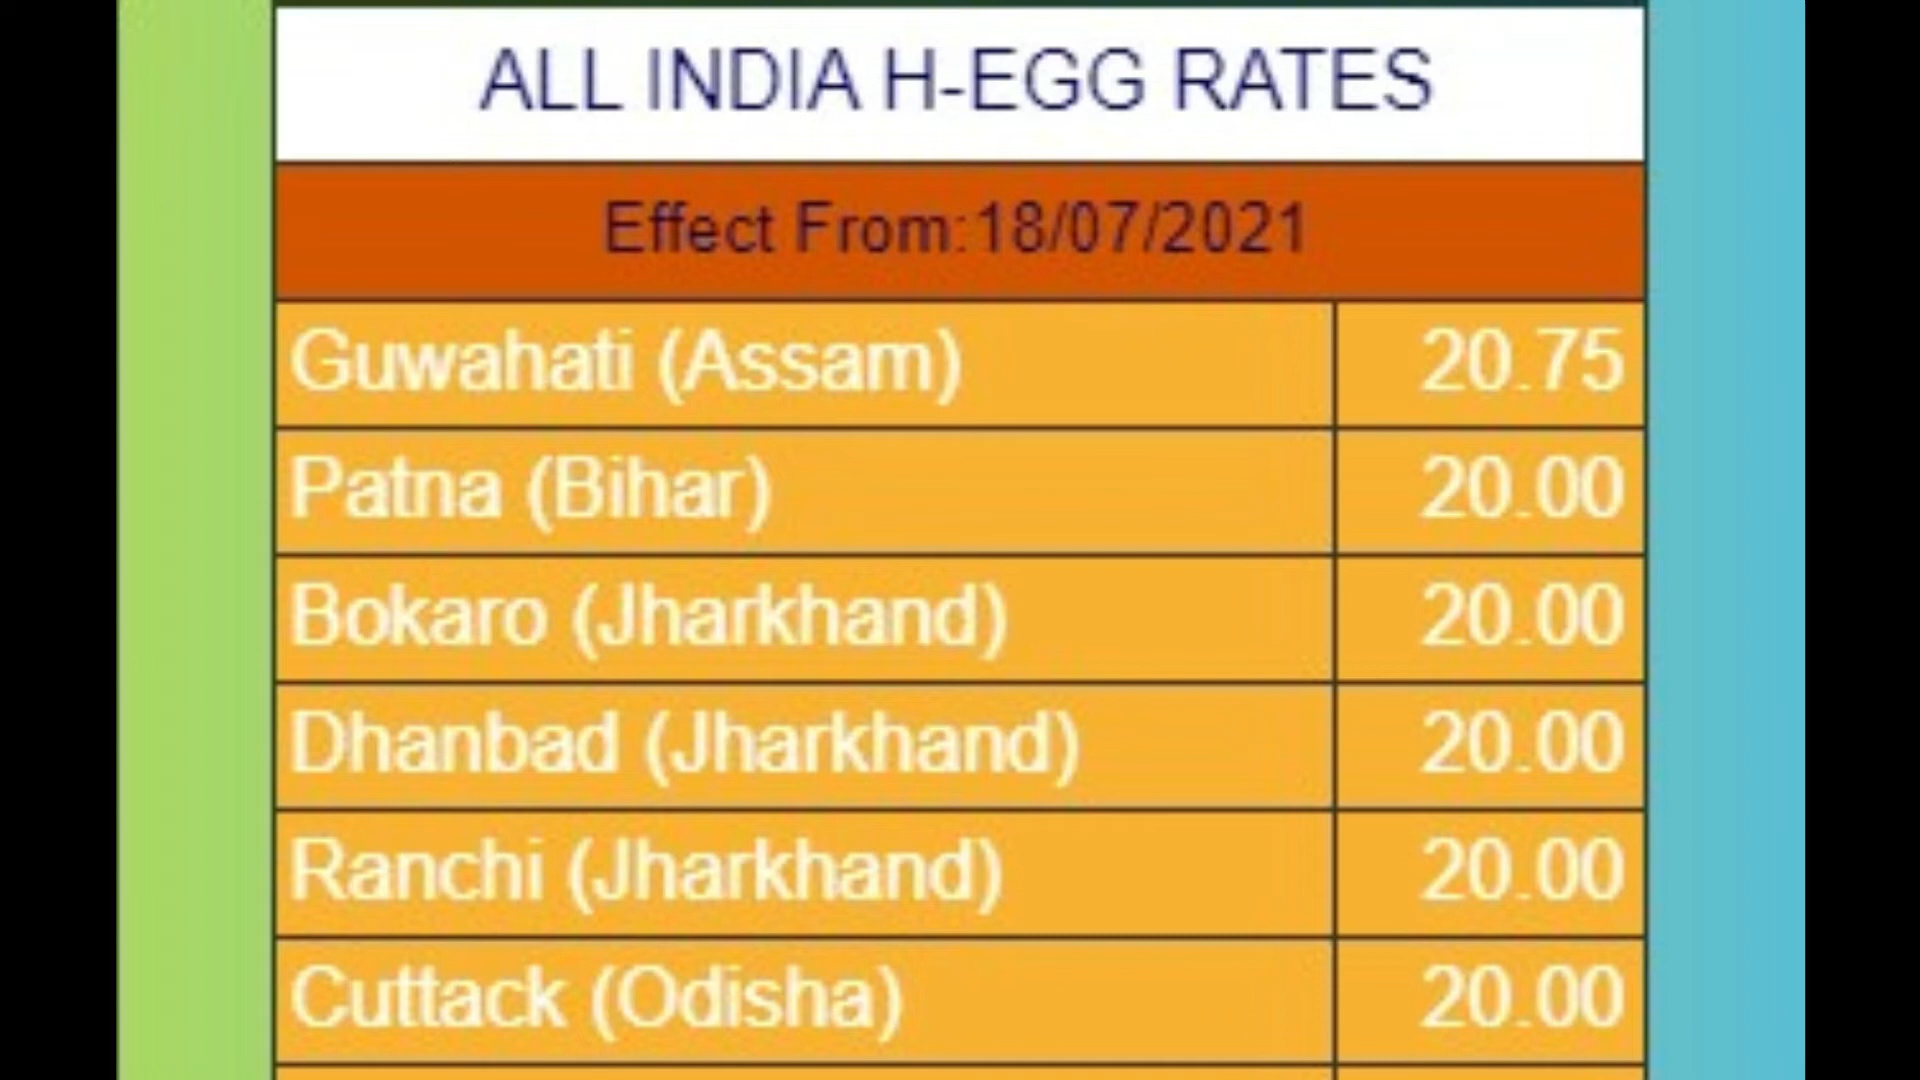 ALL INDIA H-EGG RATES
Effect From:18/07/2021
Guwahati (Assam) 20.75
Patna (Bihar) 20.00
Bokaro (Jharkhand) 20.00
Dhanbad (Jharkhand) 20.00
Ranchi (Jharkhand) 20.00
Cuttack (Odisha) 20.00